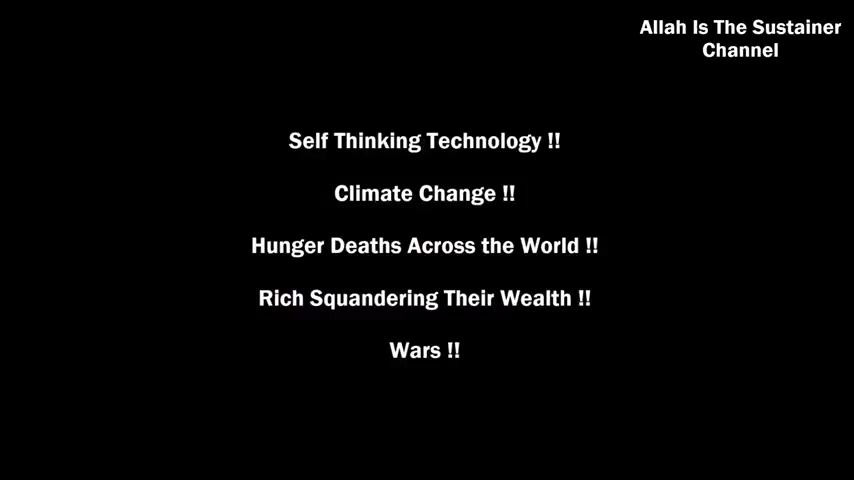 Allah Is The Sustainer
Channel
Self Thinking Technology !!
Climate Change !!
Hunger Deaths Across the World !!
Rich Squandering Their Wealth !!
Wars !!